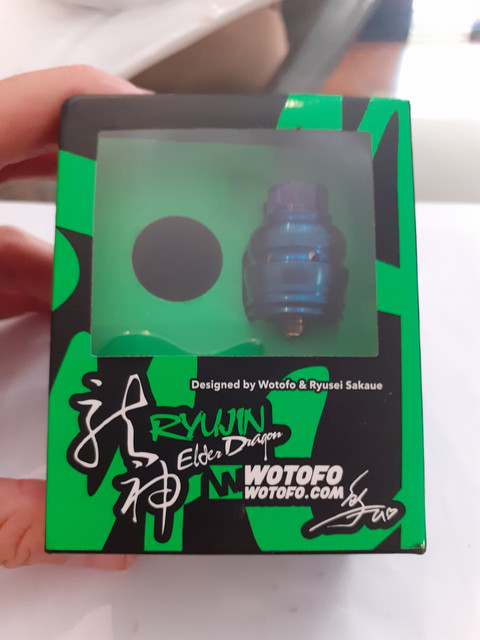 Designed by Wotofo & Ryusei Sakaue
龍神
RYUJIN
Elder Dragon
WOTOFO
WOTOFO.COM